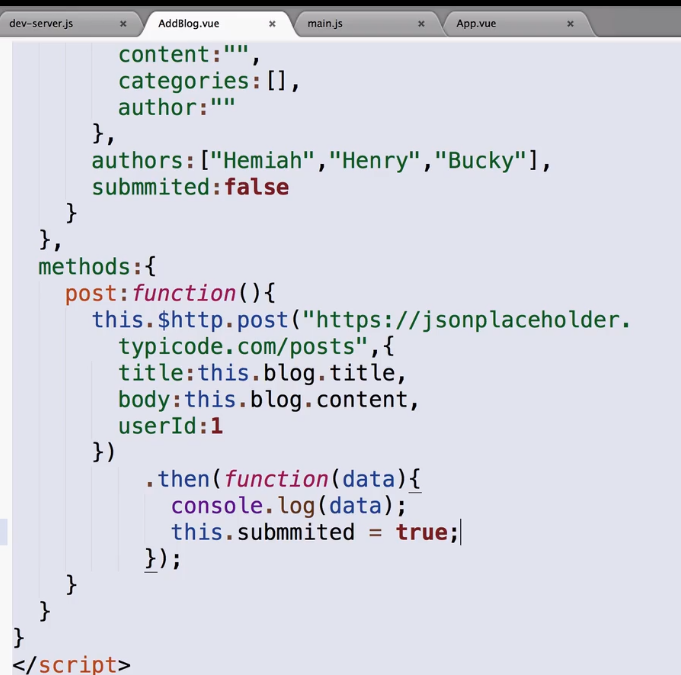 dev-server.js × AddBlog.vue × main.js × App.vue ×
content:"",
categories:[],
author:""
},
authors:["Hemiah","Henry","Bucky"],
submmited:false
}
},
methods:{
post:function(){
this.$http.post("https://jsonplaceholder.
typicode.com/posts",{
title:this.blog.title,
body:this.blog.content,
userId:1
})
.then(function(data){
console.log(data);
this.submmited = true;
});
}
}
}
</script>